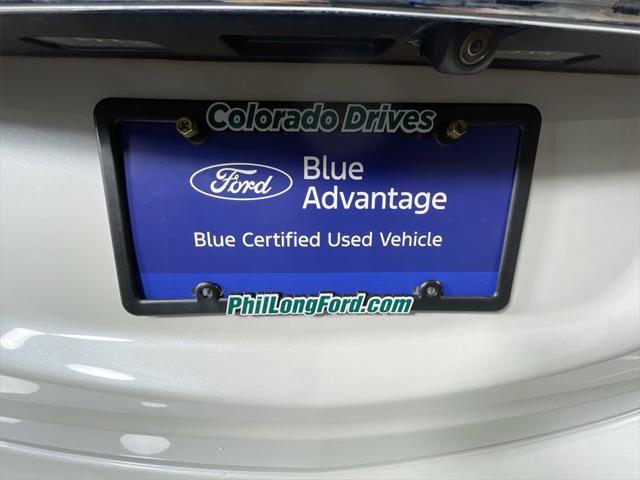 Colorado Drives
Ford
Blue
Advantage
Blue Certified Used Vehicle
PhilLongFord.com